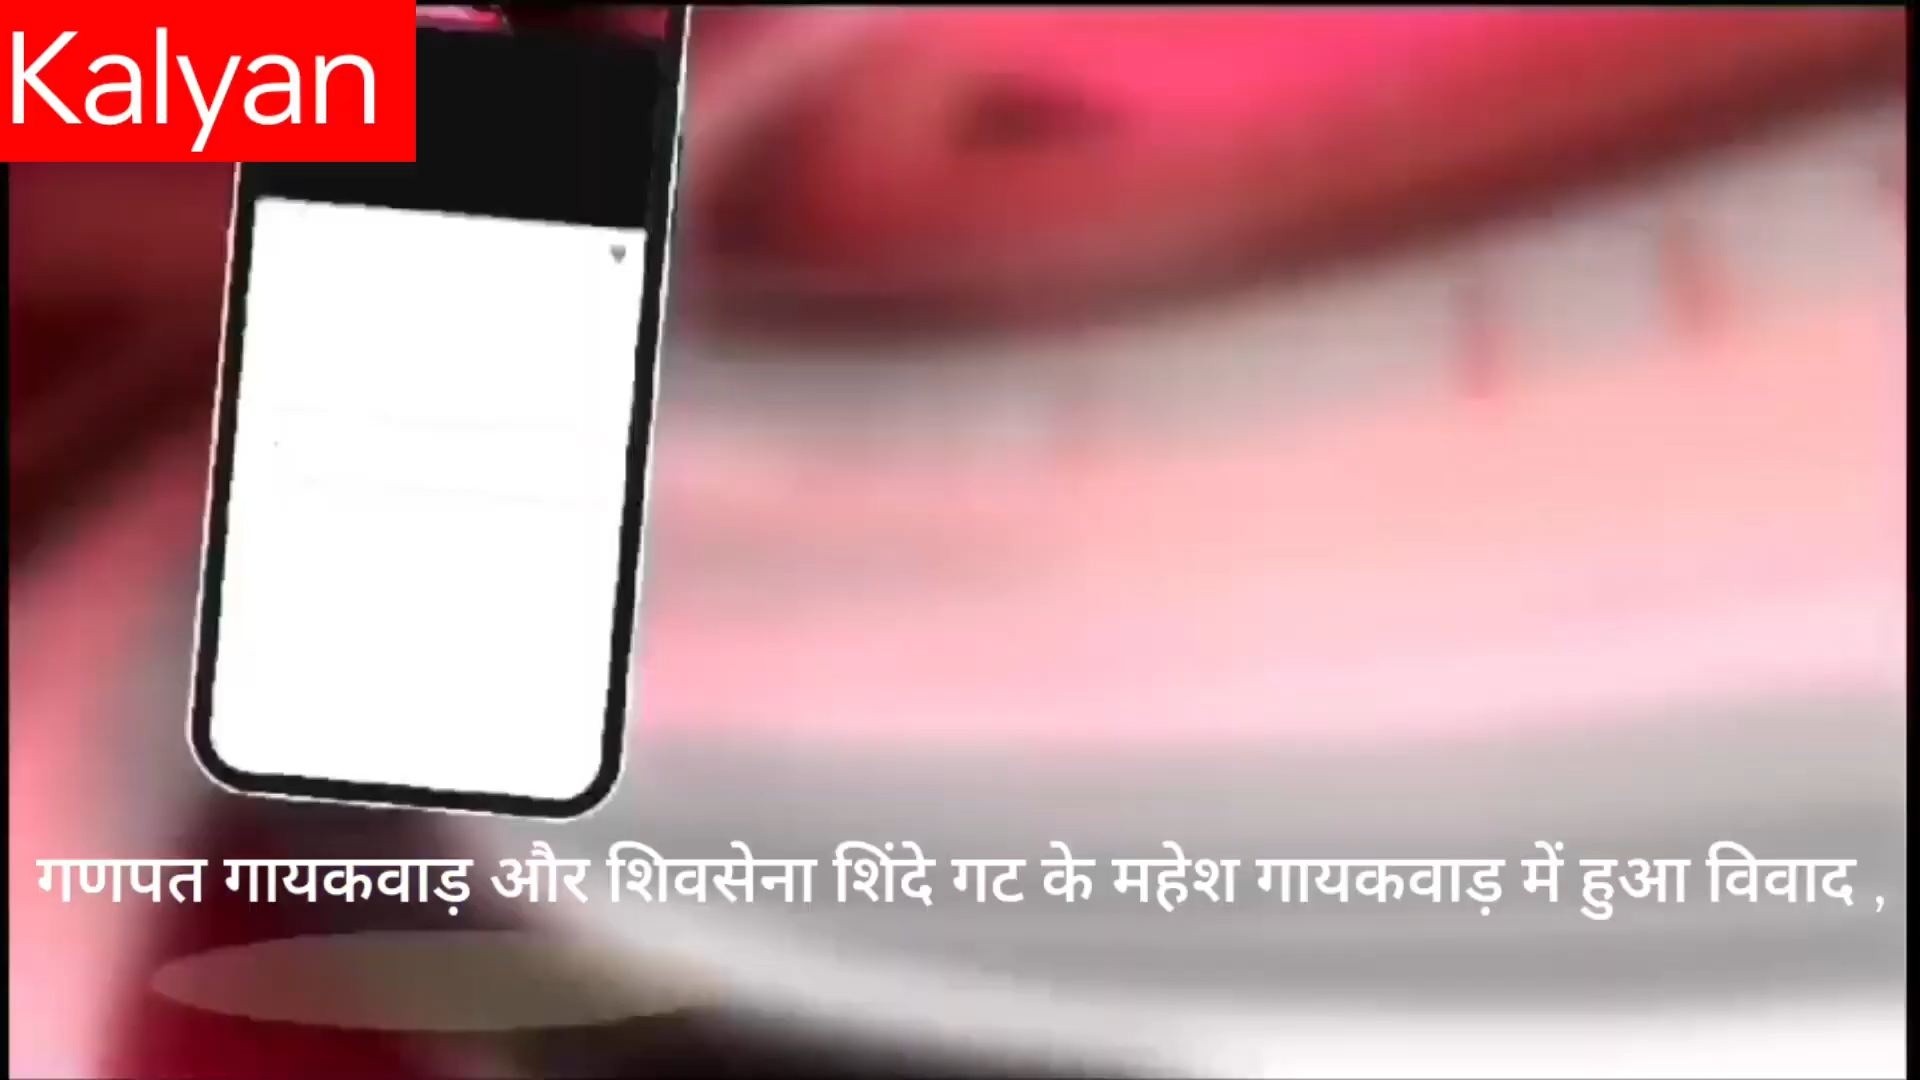 Kalyan
गणपत गायकवाड़ और शिवसेना शिंदे गट के महेश गायकवाड़ में हुआ विवाद ,